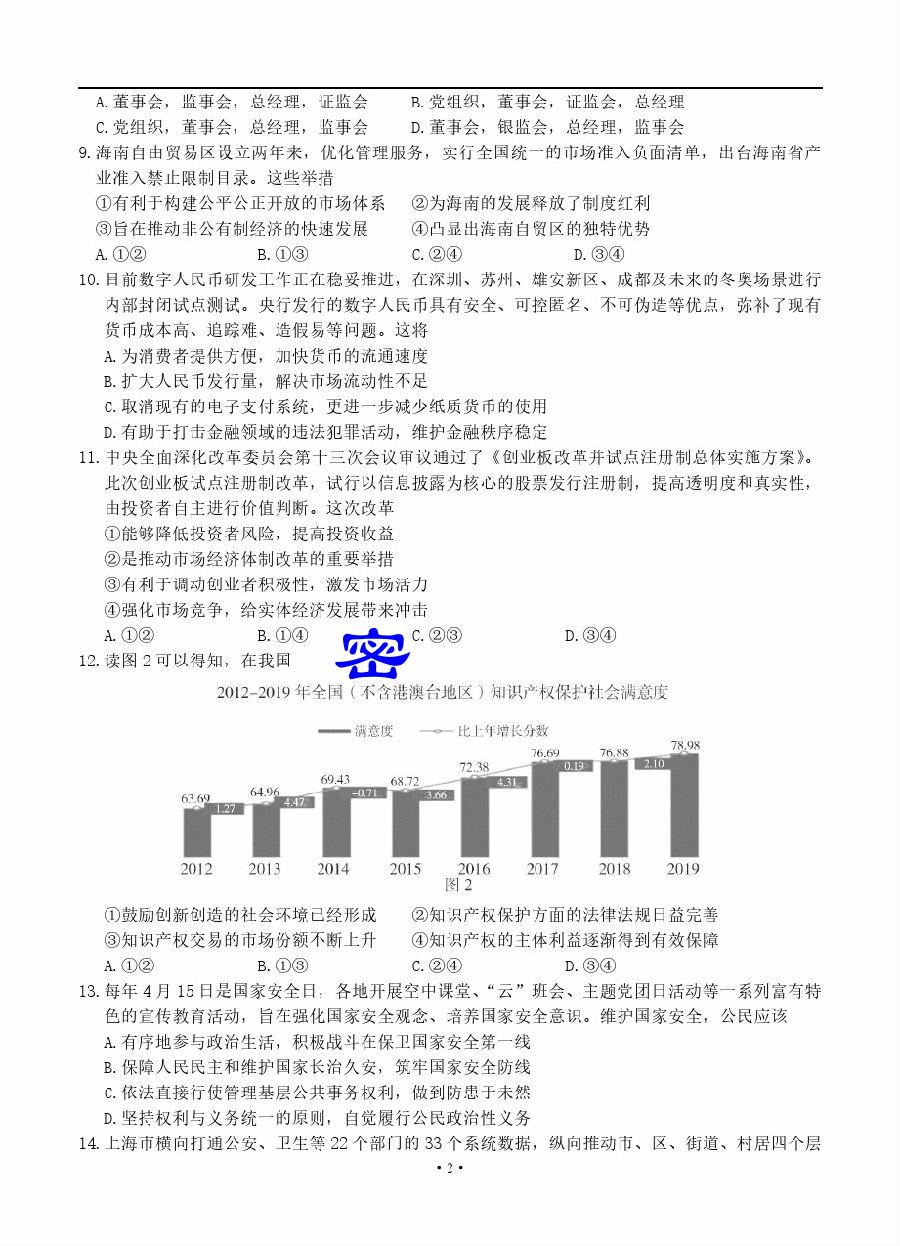 A. 董事会，监事会，总经理，证监会 B. 党组织，董事会，证监会，总经理
C. 党组织，董事会，总经理，监事会 D. 董事会，银监会，总经理，监事会
9. 海南自由贸易区设立两年来，优化管理服务，实行全国统一的市场准入负面清单，出台海南省产
业准入禁止限制目录。这些举措
①有利于构建公平公正开放的市场体系 ②为海南的发展释放了制度红利
③旨在推动非公有制经济的快速发展 ④凸显出海南自贸区的独特优势
A. ①② B. ①③ C. ②④ D. ③④
10. 目前数字人民币研发工作正在稳妥推进，在深圳、苏州、雄安新区、成都及未来的冬奥场景进行
内部封闭试点测试。央行发行的数字人民币具有安全、可控匿名、不可伪造等优点，弥补了现有
货币成本高、追踪难、造假易等问题。这将
A. 为消费者提供方便，加快货币的流通速度
B. 扩大人民币发行量，解决市场流动性不足
C. 取消现有的电子支付系统，更进一步减少纸质货币的使用
D. 有助于打击金融领域的违法犯罪活动，维护金融秩序稳定
11. 中央全面深化改革委员会第十三次会议审议通过了《创业板改革并试点注册制总体实施方案》。
此次创业板试点注册制改革，试行以信息披露为核心的股票发行注册制，提高透明度和真实性，
由投资者自主进行价值判断。这次改革
①能够降低投资者风险，提高投资收益
②是推动市场经济体制改革的重要举措
③有利于调动创业者积极性，激发市场活力
④强化市场竞争，给实体经济发展带来冲击
A. ①② B. ①④ C. ②③ D. ③④
密
12. 读图 2 可以得知，在我国
2012–2019 年全国（不含港澳台地区）知识产权保护社会满意度
满意度 比上年增长分数
63.69 64.96 69.43 68.72 72.38 76.69 76.88 78.98
1.27 4.47 −0.71 3.66 4.31 0.19 2.10
2012 2013 2014 2015 2016 2017 2018 2019
图 2
①鼓励创新创造的社会环境已经形成 ②知识产权保护方面的法律法规日益完善
③知识产权交易的市场份额不断上升 ④知识产权的主体利益逐渐得到有效保障
A. ①② B. ①③ C. ②④ D. ③④
13. 每年 4 月 15 日是国家安全日，各地开展空中课堂、“云”班会、主题党团日活动等一系列富有特
色的宣传教育活动，旨在强化国家安全观念、培养国家安全意识。维护国家安全，公民应该
A. 有序地参与政治生活，积极战斗在保卫国家安全第一线
B. 保障人民民主和维护国家长治久安，筑牢国家安全防线
C. 依法直接行使管理基层公共事务权利，做到防患于未然
D. 坚持权利与义务统一的原则，自觉履行公民政治性义务
14. 上海市横向打通公安、卫生等 22 个部门的 33 个系统数据，纵向推动市、区、街道、村居四个层
· 2 ·